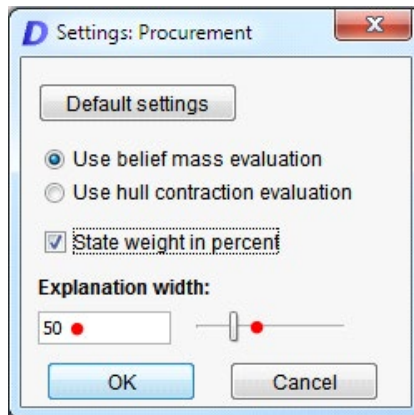 D Settings: Procurement
Default settings
Use belief mass evaluation
Use hull contraction evaluation
State weight in percent
Explanation width:
50
OK Cancel